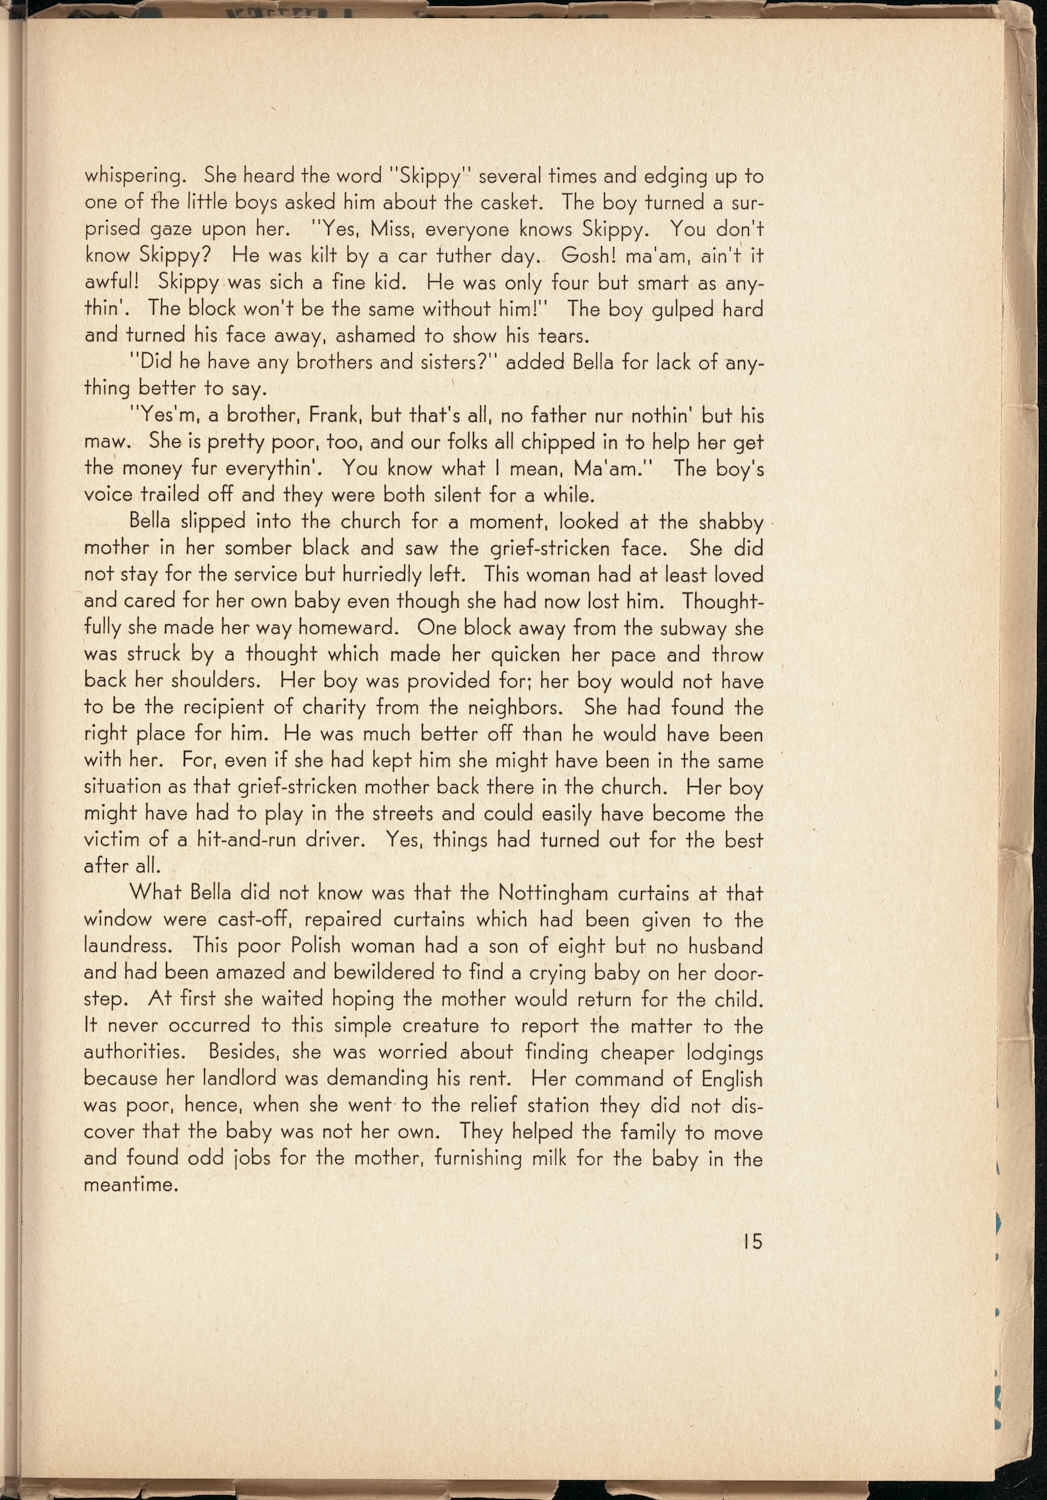 whispering. She heard the word "Skippy" several times and edging up to
one of the little boys asked him about the casket. The boy turned a sur-
prised gaze upon her. "Yes, Miss, everyone knows Skippy. You don't
know Skippy? He was kilt by a car tuther day. Gosh! ma'am, ain't it
awful! Skippy was sich a fine kid. He was only four but smart as any-
thin'. The block won't be the same without him!" The boy gulped hard
and turned his face away, ashamed to show his tears.
"Did he have any brothers and sisters?" added Bella for lack of any-
thing better to say.
"Yes'm, a brother, Frank, but that's all, no father nur nothin' but his
maw. She is pretty poor, too, and our folks all chipped in to help her get
the money fur everythin'. You know what I mean, Ma'am." The boy's
voice trailed off and they were both silent for a while.
Bella slipped into the church for a moment, looked at the shabby
mother in her somber black and saw the grief-stricken face. She did
not stay for the service but hurriedly left. This woman had at least loved
and cared for her own baby even though she had now lost him. Thought-
fully she made her way homeward. One block away from the subway she
was struck by a thought which made her quicken her pace and throw
back her shoulders. Her boy was provided for; her boy would not have
to be the recipient of charity from the neighbors. She had found the
right place for him. He was much better off than he would have been
with her. For, even if she had kept him she might have been in the same
situation as that grief-stricken mother back there in the church. Her boy
might have had to play in the streets and could easily have become the
victim of a hit-and-run driver. Yes, things had turned out for the best
after all.
What Bella did not know was that the Nottingham curtains at that
window were cast-off, repaired curtains which had been given to the
laundress. This poor Polish woman had a son of eight but no husband
and had been amazed and bewildered to find a crying baby on her door-
step. At first she waited hoping the mother would return for the child.
It never occurred to this simple creature to report the matter to the
authorities. Besides, she was worried about finding cheaper lodgings
because her landlord was demanding his rent. Her command of English
was poor, hence, when she went to the relief station they did not dis-
cover that the baby was not her own. They helped the family to move
and found odd jobs for the mother, furnishing milk for the baby in the
meantime.
15